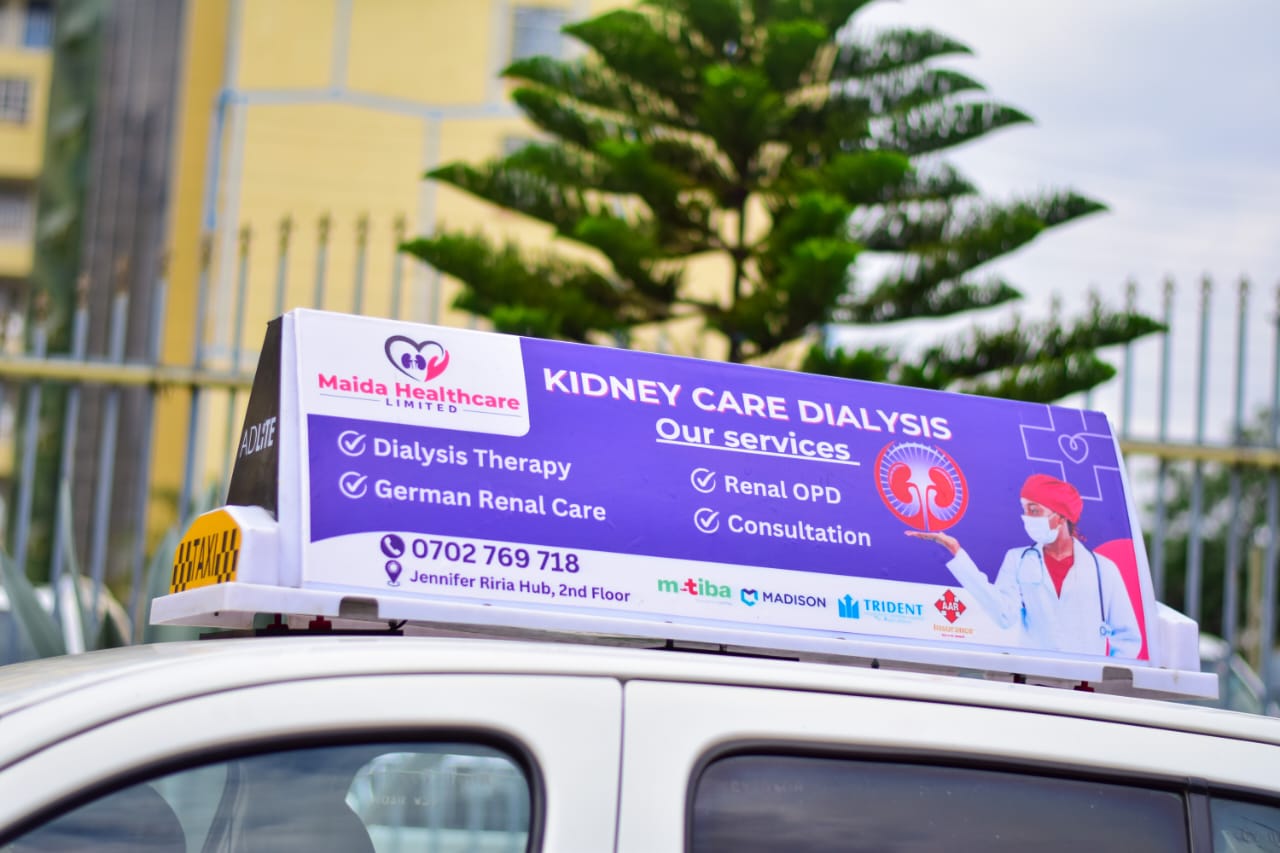 Maida Healthcare
LIMITED
KIDNEY CARE DIALYSIS
Our services
Dialysis Therapy
German Renal Care
Renal OPD
Consultation
0702 769 718
Jennifer Riria Hub, 2nd Floor
m-tiba
MADISON
TRIDENT
AAR
Insurance
ADLITE
TAXI